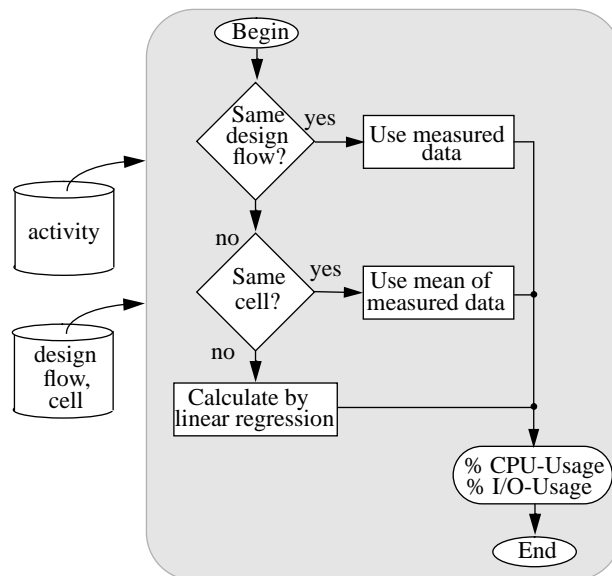 Begin
Same
design
flow?
yes
Use measured
data
activity
no
Same
cell?
yes
Use mean of
measured data
design
flow,
cell
no
Calculate by
linear regression
% CPU-Usage
% I/O-Usage
End